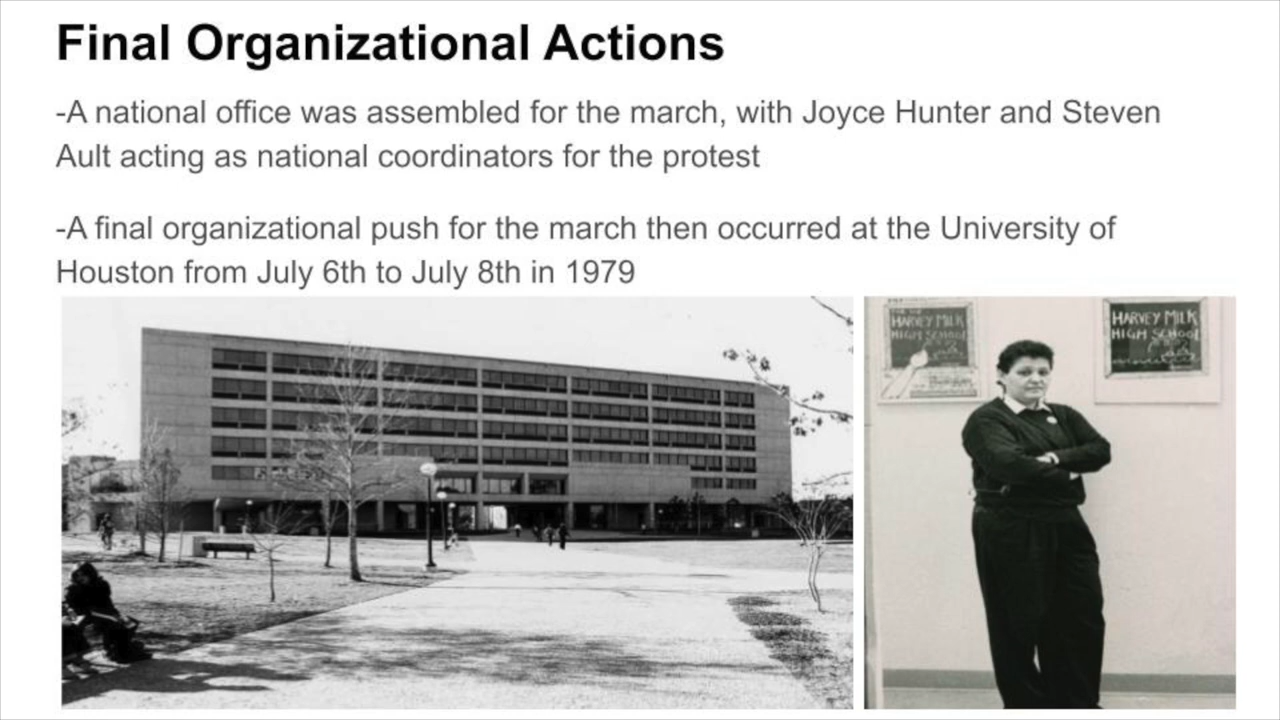 Final Organizational Actions
-A national office was assembled for the march, with Joyce Hunter and Steven
Ault acting as national coordinators for the protest
-A final organizational push for the march then occurred at the University of
Houston from July 6th to July 8th in 1979
HARVEY MILK
HIGH SCHOOL
HARVEY MILK
HIGH SCHOOL